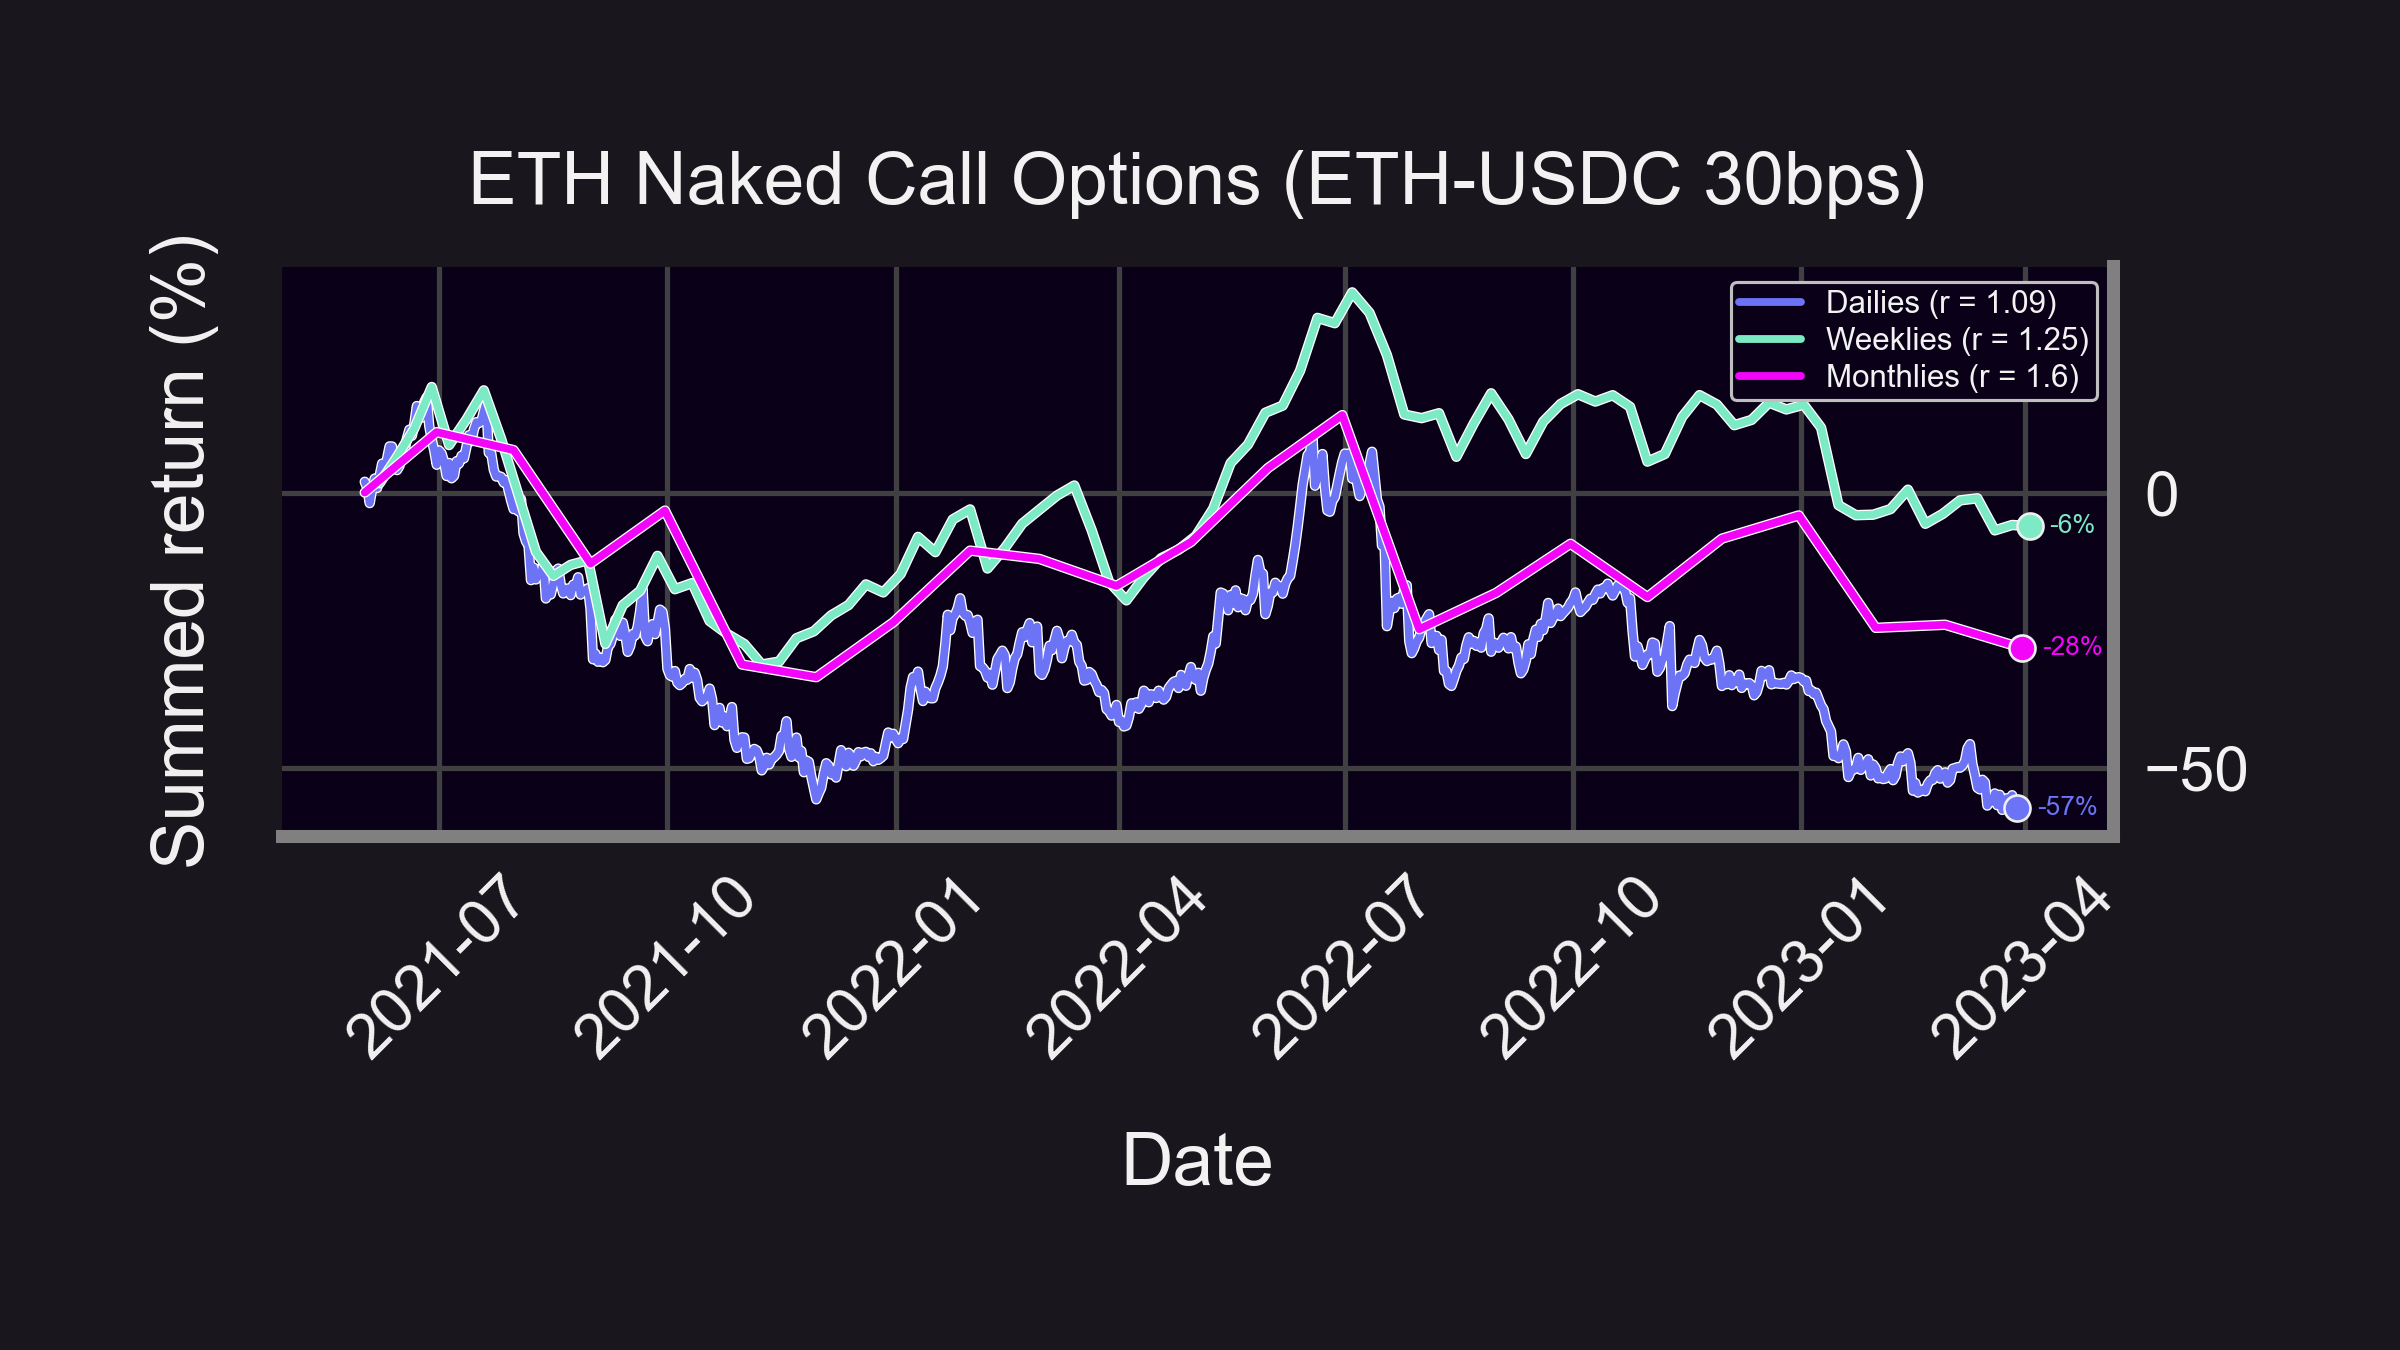 ETH Naked Call Options (ETH-USDC 30bps)
Summed return (%)
Dailies (r = 1.09)
Weeklies (r = 1.25)
Monthlies (r = 1.6)
0
-6%
-28%
−50
-57%
2021-07
2021-10
2022-01
2022-04
2022-07
2022-10
2023-01
2023-04
Date